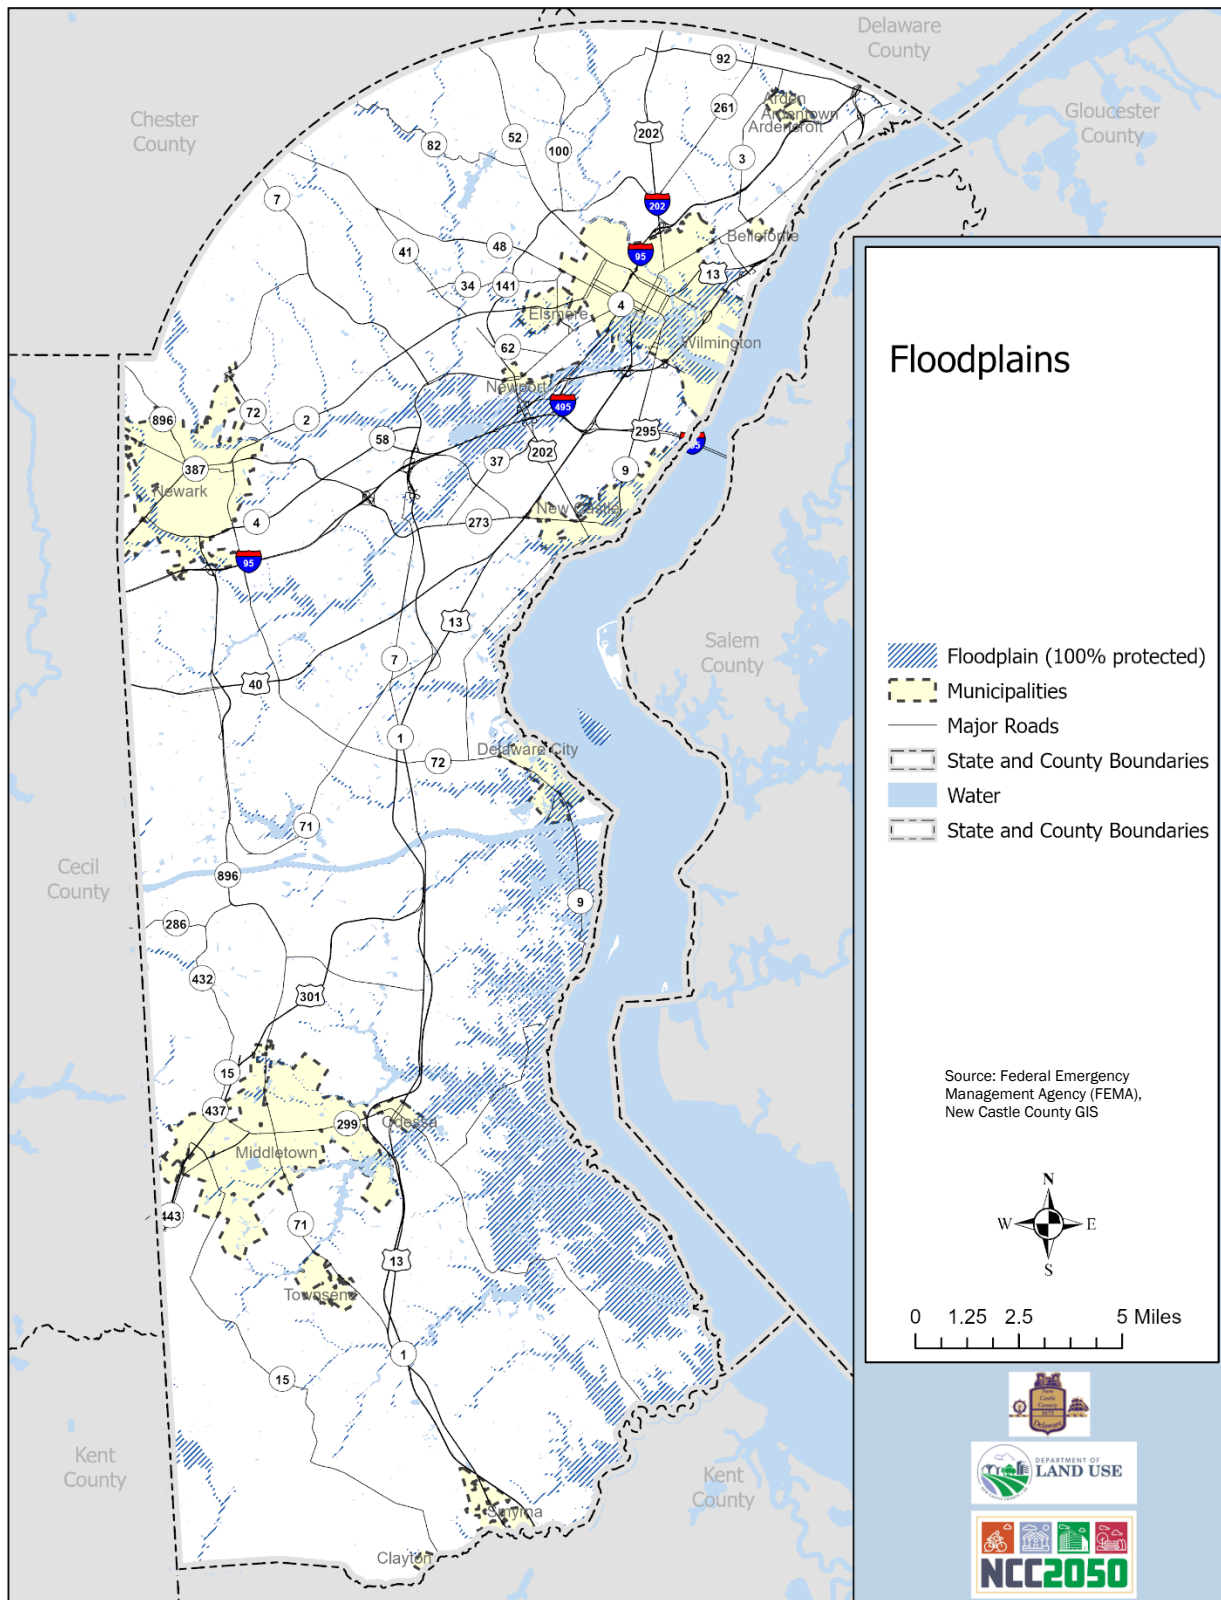 Delaware
County
Chester
County
Gloucester
County
92
Arden
Ardentown
Ardencroft
261
202
52
100
82
3
7
202
Bellefonte
48
41
95
13
34
141
4
Elsmere
Wilmington
62
Newport
495
896
72
2
58
295
202
387
37
9
Newark
New Castle
4
273
95
13
Salem
County
7
40
1
Delaware City
72
71
Cecil
County
896
9
286
432
301
15
437
299
Odessa
Middletown
443
71
13
Townsend
1
15
Kent
County
Kent
County
Smyrna
Clayton
Floodplains
Floodplain (100% protected)
Municipalities
Major Roads
State and County Boundaries
Water
State and County Boundaries
Source: Federal Emergency
Management Agency (FEMA),
New Castle County GIS
N
W E
S
0 1.25 2.5 5 Miles
New
Castle
County
1673
Delaware
DEPARTMENT OF
LAND USE
NCC2050